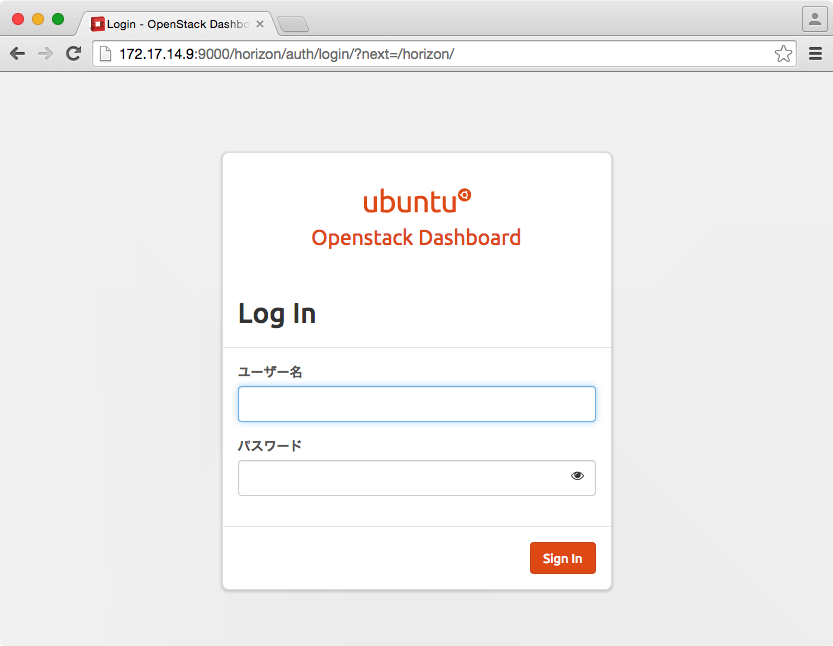 Login - OpenStack Dashbo
172.17.14.9:9000/horizon/auth/login/?next=/horizon/
ubuntu
Openstack Dashboard
Log In
ユーザー名
パスワード
Sign In